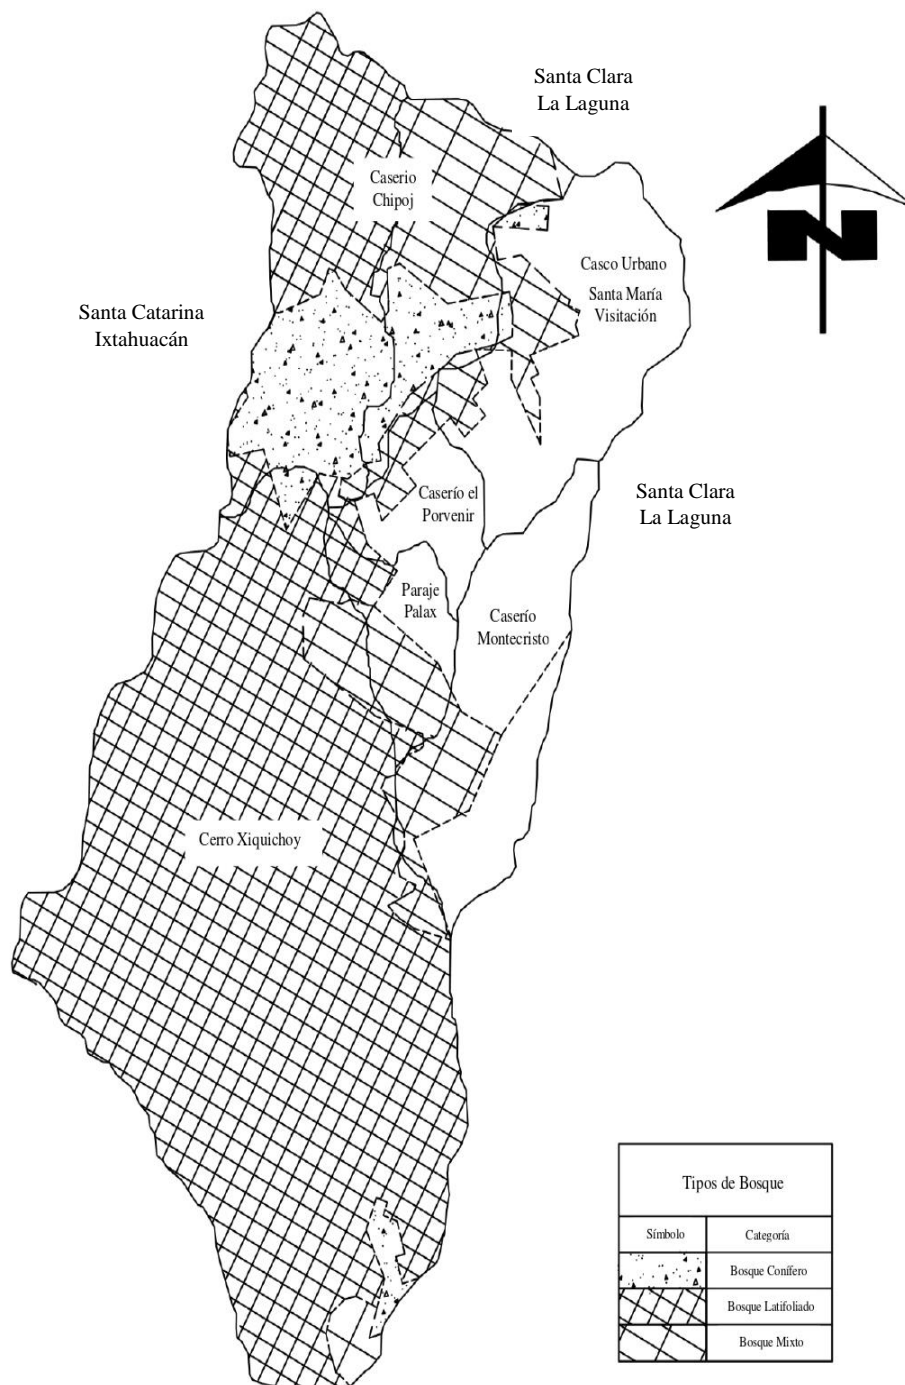 Santa Clara
La Laguna
Caserio
Chipoj
Casco Urbano
Santa María
Visitación
Santa Catarina
Ixtahuacán
N
Caserío el
Porvenir
Santa Clara
La Laguna
Paraje
Palax
Caserío
Montecristo
Cerro Xiquichoy
Tipos de Bosque
Símbolo Categoría
Bosque Conífero
Bosque Latifoliado
Bosque Mixto